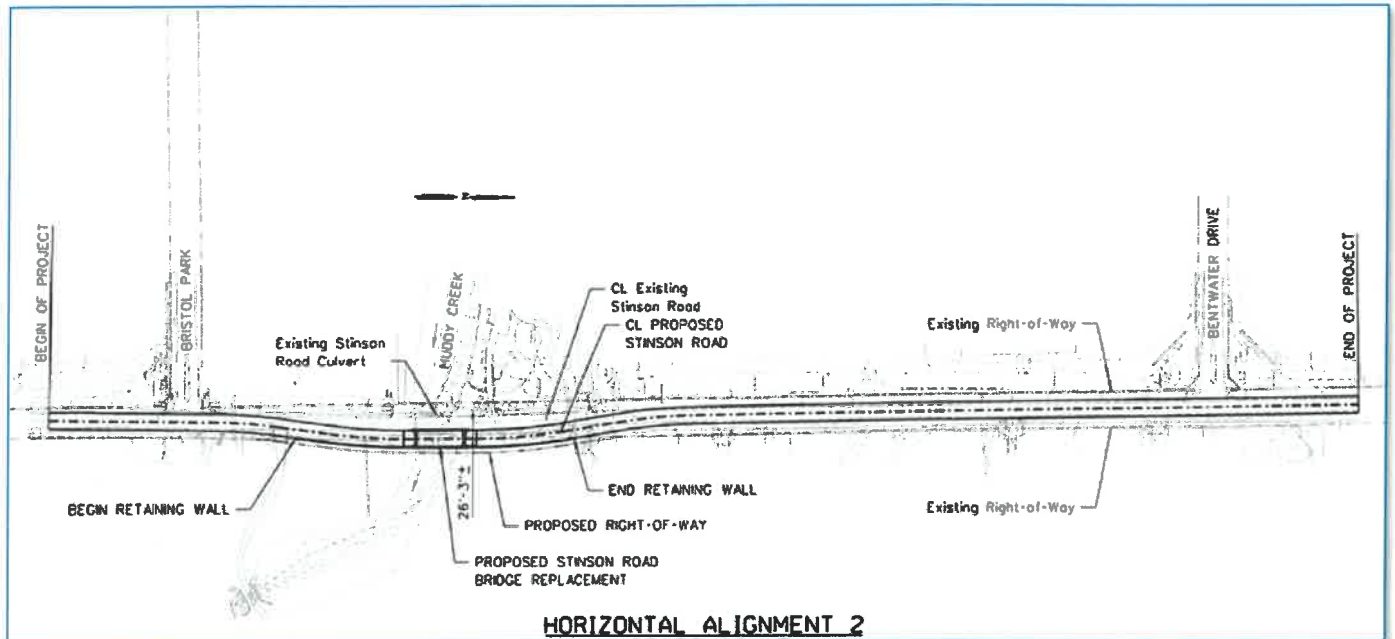 BEGIN OF PROJECT
BRISTOL PARK
Existing Stinson
Road Culvert
MUDDY CREEK
CL Existing
Stinson Road
CL PROPOSED
STINSON ROAD
Existing Right-of-Way
BENTWATER DRIVE
END OF PROJECT
BEGIN RETAINING WALL
26'-3"±
END RETAINING WALL
PROPOSED RIGHT-OF-WAY
PROPOSED STINSON ROAD
BRIDGE REPLACEMENT
Existing Right-of-Way
HORIZONTAL ALIGNMENT 2